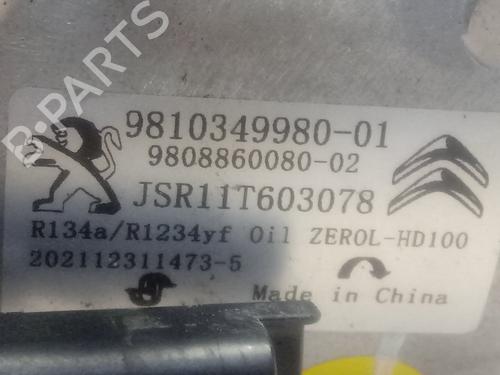 B-PARTS
9810349980-01
9808860080-02
JSR11T603078
R134a/R1234yf Oil ZEROL-HD100
202112311473-5
Made in China